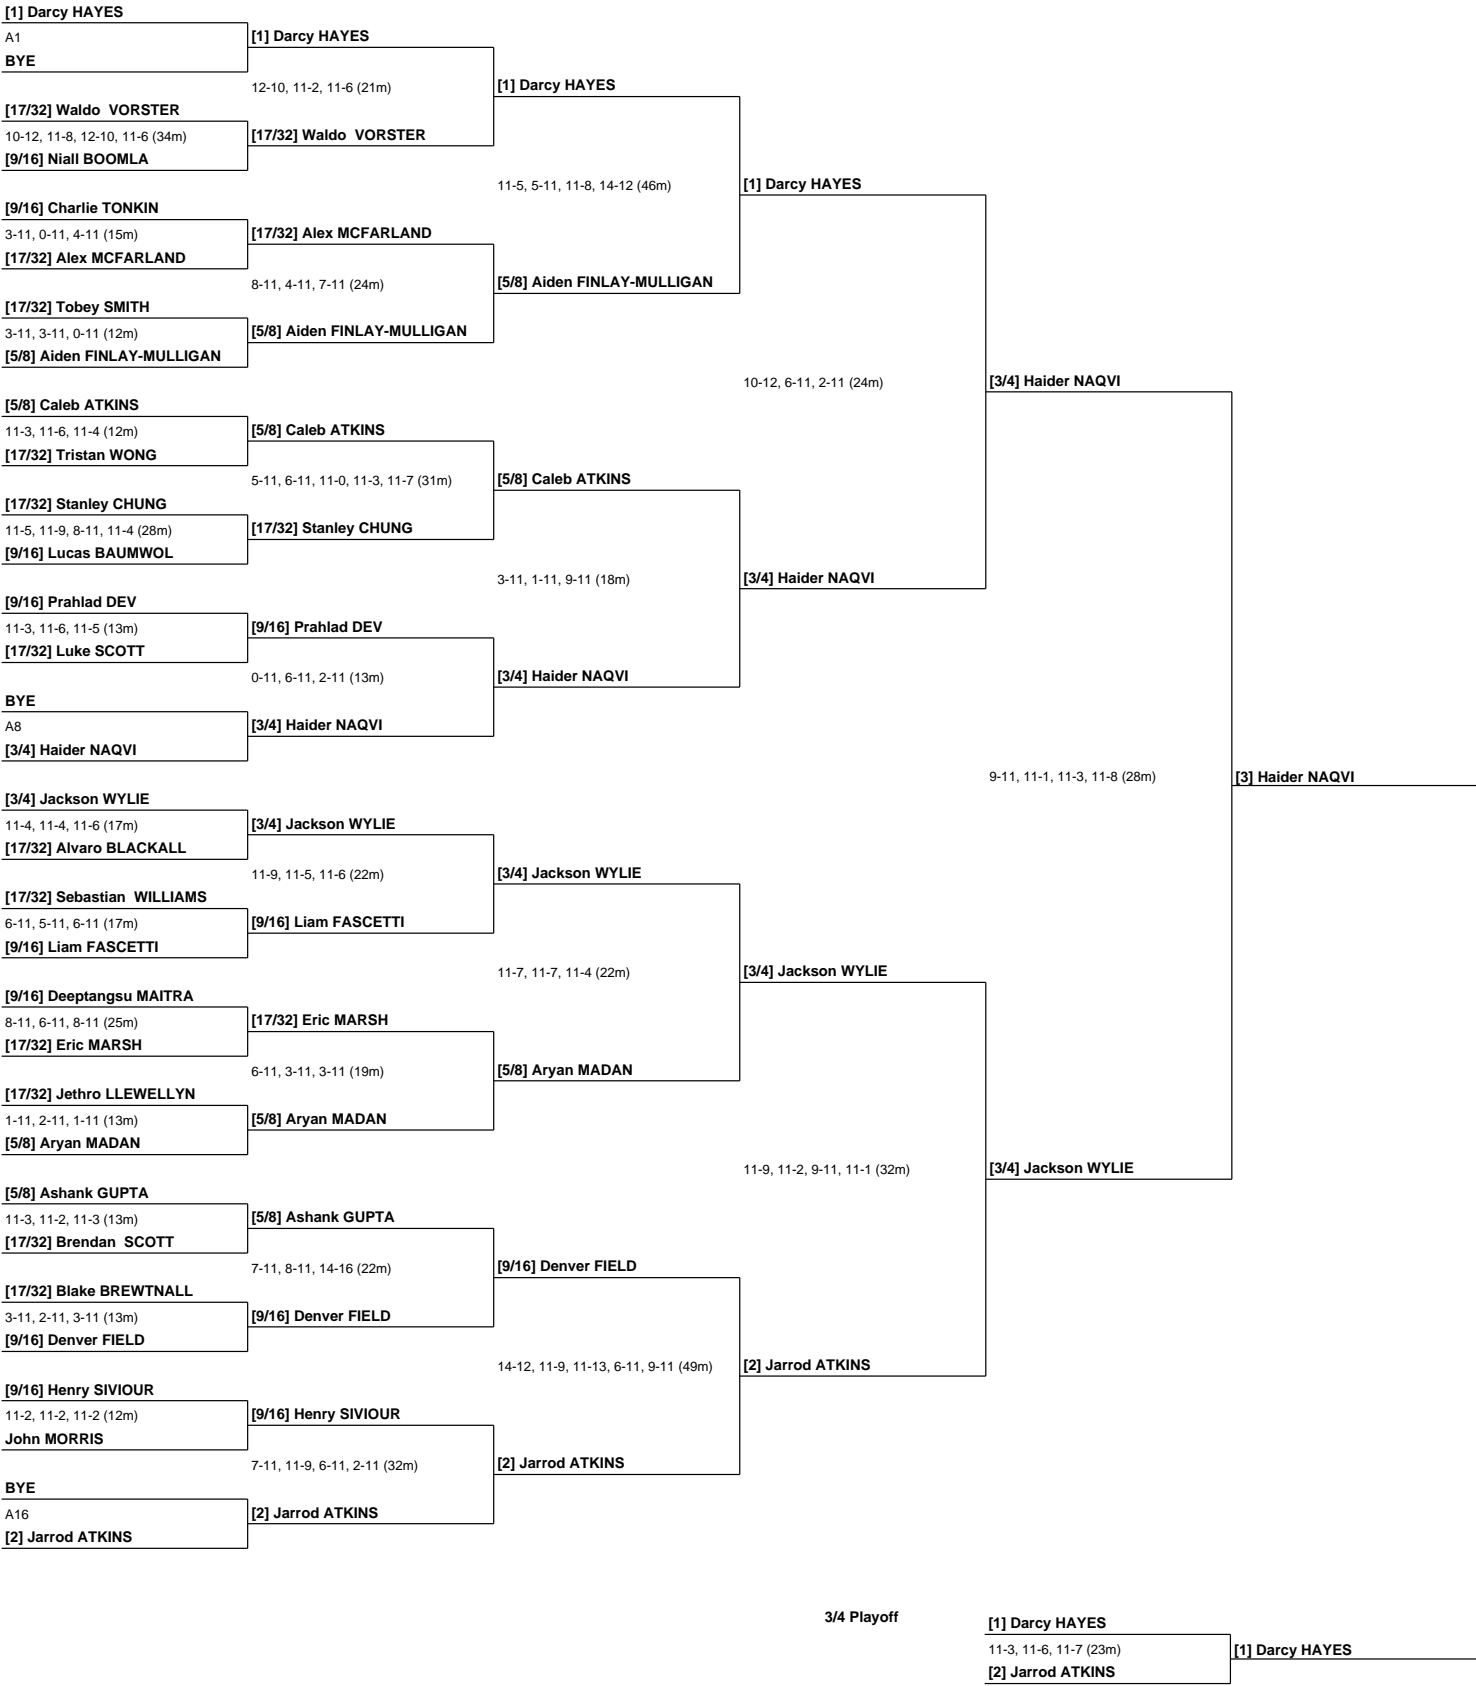 [1] Darcy HAYES
A1
BYE
[17/32] Waldo  VORSTER
10-12, 11-8, 12-10, 11-6 (34m)
[9/16] Niall BOOMLA
[9/16] Charlie TONKIN
3-11, 0-11, 4-11 (15m)
[17/32] Alex MCFARLAND
[17/32] Tobey SMITH
3-11, 3-11, 0-11 (12m)
[5/8] Aiden FINLAY-MULLIGAN
[5/8] Caleb ATKINS
11-3, 11-6, 11-4 (12m)
[17/32] Tristan WONG
[17/32] Stanley CHUNG
11-5, 11-9, 8-11, 11-4 (28m)
[9/16] Lucas BAUMWOL
[9/16] Prahlad DEV
11-3, 11-6, 11-5 (13m)
[17/32] Luke SCOTT
BYE
A8
[3/4] Haider NAQVI
[3/4] Jackson WYLIE
11-4, 11-4, 11-6 (17m)
[17/32] Alvaro BLACKALL
[17/32] Sebastian  WILLIAMS
6-11, 5-11, 6-11 (17m)
[9/16] Liam FASCETTI
[9/16] Deeptangsu MAITRA
8-11, 6-11, 8-11 (25m)
[17/32] Eric MARSH
[17/32] Jethro LLEWELLYN
1-11, 2-11, 1-11 (13m)
[5/8] Aryan MADAN
[5/8] Ashank GUPTA
11-3, 11-2, 11-3 (13m)
[17/32] Brendan  SCOTT
[17/32] Blake BREWTNALL
3-11, 2-11, 3-11 (13m)
[9/16] Denver FIELD
[9/16] Henry SIVIOUR
11-2, 11-2, 11-2 (12m)
John MORRIS
BYE
A16
[2] Jarrod ATKINS
[1] Darcy HAYES
12-10, 11-2, 11-6 (21m)
[17/32] Waldo  VORSTER
[17/32] Alex MCFARLAND
8-11, 4-11, 7-11 (24m)
[5/8] Aiden FINLAY-MULLIGAN
[5/8] Caleb ATKINS
5-11, 6-11, 11-0, 11-3, 11-7 (31m)
[17/32] Stanley CHUNG
[9/16] Prahlad DEV
0-11, 6-11, 2-11 (13m)
[3/4] Haider NAQVI
[3/4] Jackson WYLIE
11-9, 11-5, 11-6 (22m)
[9/16] Liam FASCETTI
[17/32] Eric MARSH
6-11, 3-11, 3-11 (19m)
[5/8] Aryan MADAN
[5/8] Ashank GUPTA
7-11, 8-11, 14-16 (22m)
[9/16] Denver FIELD
[9/16] Henry SIVIOUR
7-11, 11-9, 6-11, 2-11 (32m)
[2] Jarrod ATKINS
[1] Darcy HAYES
11-5, 5-11, 11-8, 14-12 (46m)
[5/8] Aiden FINLAY-MULLIGAN
[5/8] Caleb ATKINS
3-11, 1-11, 9-11 (18m)
[3/4] Haider NAQVI
[3/4] Jackson WYLIE
11-7, 11-7, 11-4 (22m)
[5/8] Aryan MADAN
[9/16] Denver FIELD
14-12, 11-9, 11-13, 6-11, 9-11 (49m)
[2] Jarrod ATKINS
[1] Darcy HAYES
10-12, 6-11, 2-11 (24m)
[3/4] Haider NAQVI
[3/4] Jackson WYLIE
11-9, 11-2, 9-11, 11-1 (32m)
[2] Jarrod ATKINS
[3/4] Haider NAQVI
9-11, 11-1, 11-3, 11-8 (28m)
[3/4] Jackson WYLIE
[3] Haider NAQVI
3/4 Playoff
[1] Darcy HAYES
11-3, 11-6, 11-7 (23m)
[2] Jarrod ATKINS
[1] Darcy HAYES